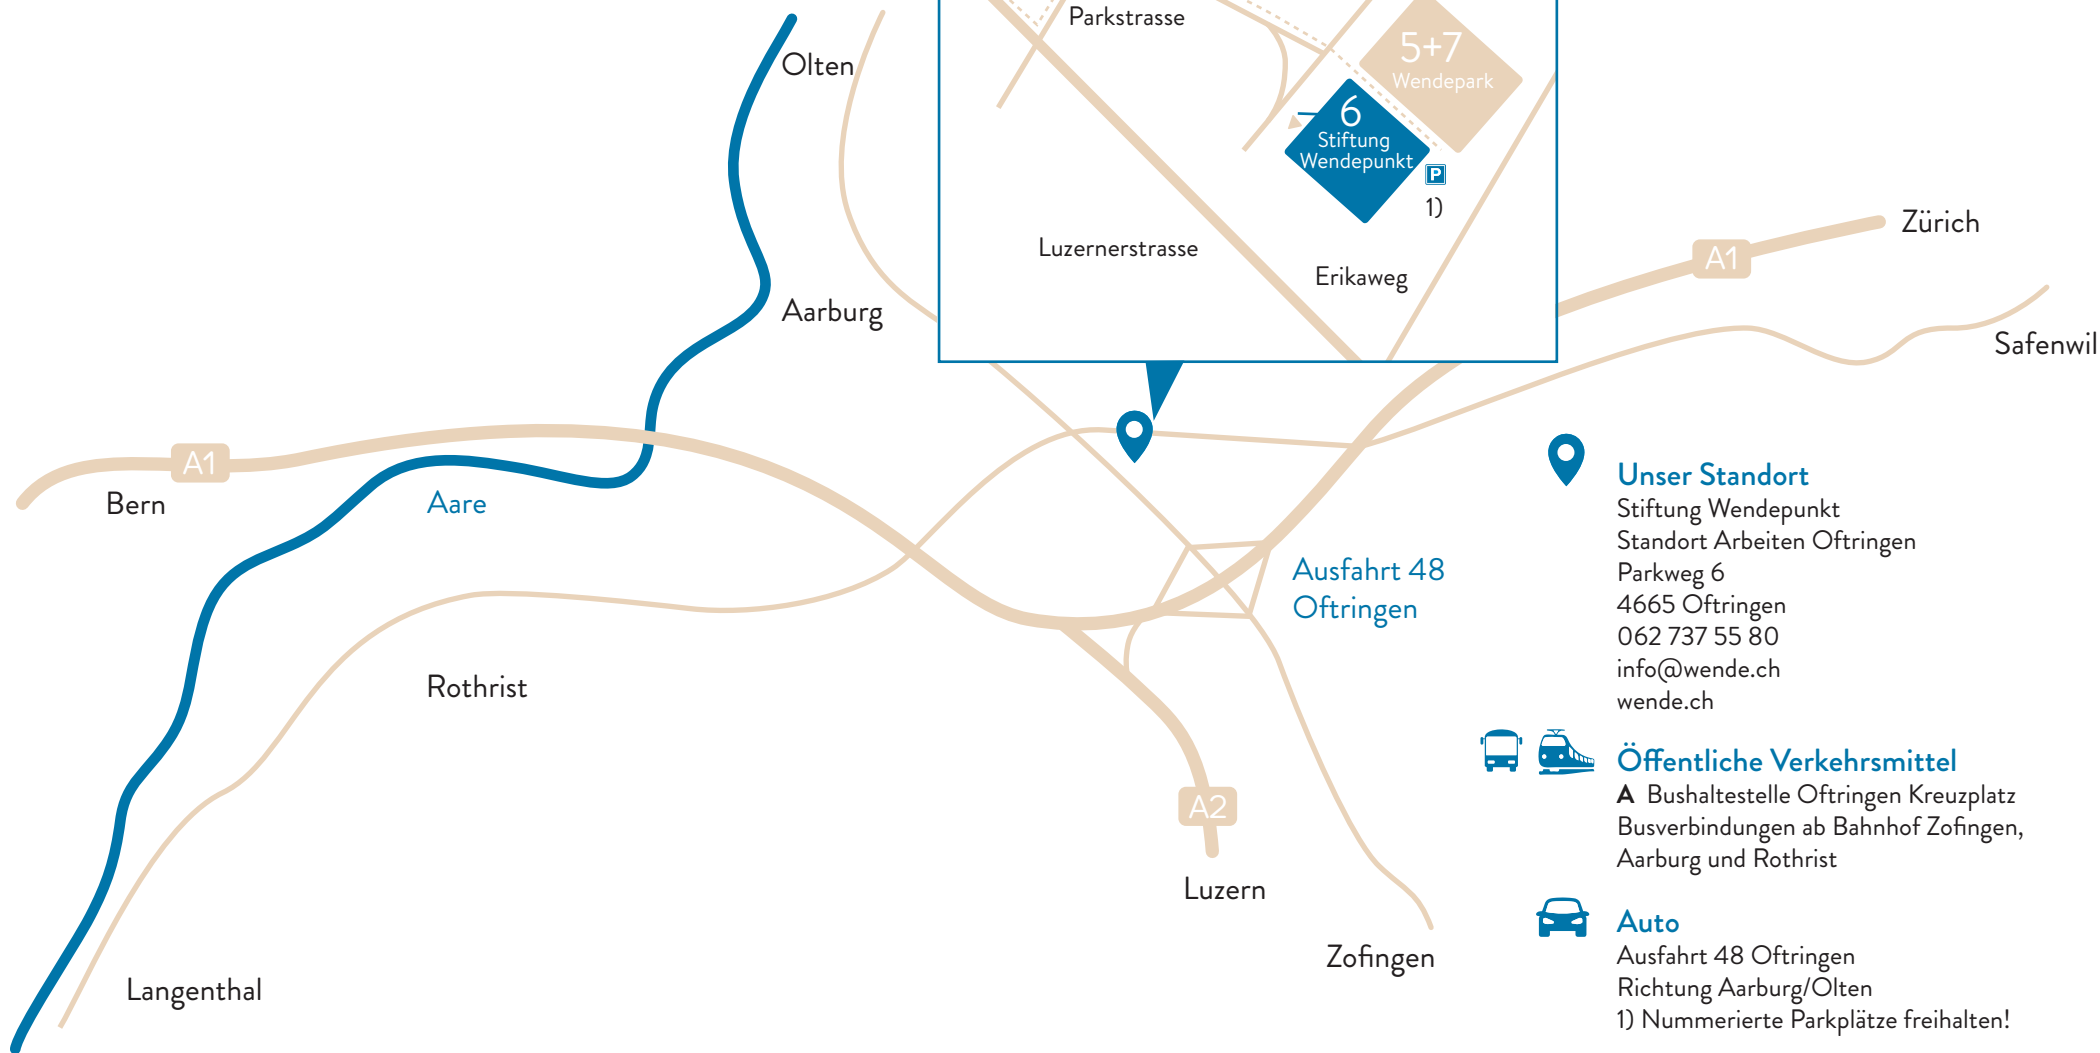 Parkstrasse
5+7
Wendepark
Olten
6
Stiftung
Wendepunkt
P
1)
Zürich
A1
Luzernerstrasse
Erikaweg
Aarburg
Safenwil
A1
Bern
Aare
Ausfahrt 48
Oftringen
Rothrist
A2
Luzern
Zofingen
Langenthal
Unser Standort
Stiftung Wendepunkt
Standort Arbeiten Oftringen
Parkweg 6
4665 Oftringen
062 737 55 80
info@wende.ch
wende.ch
Öffentliche Verkehrsmittel
A Bushaltestelle Oftringen Kreuzplatz
Busverbindungen ab Bahnhof Zofingen,
Aarburg und Rothrist
Auto
Ausfahrt 48 Oftringen
Richtung Aarburg/Olten
1) Nummerierte Parkplätze freihalten!